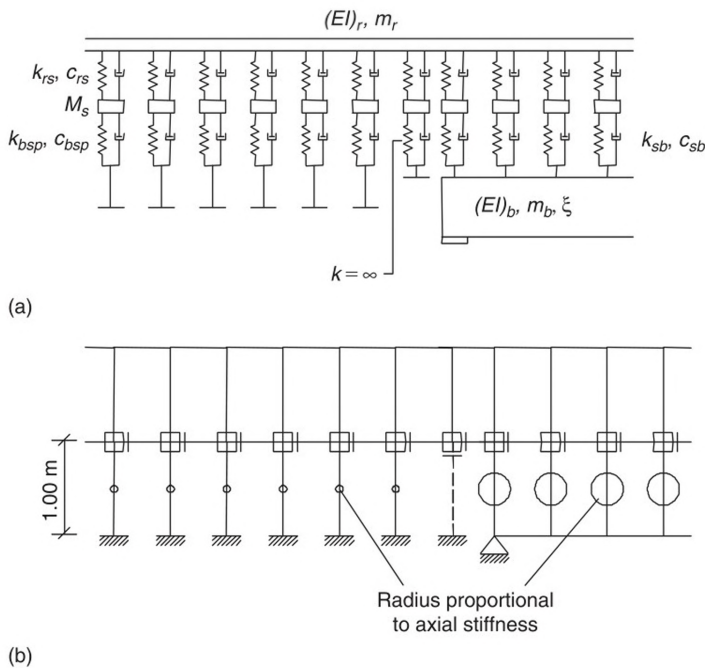 (EI)r, mr
krs, crs
Ms
kbsp, cbsp
ksb, csb
(EI)b, mb, ξ
k = ∞
(a)
1.00 m
Radius proportional
to axial stiffness
(b)